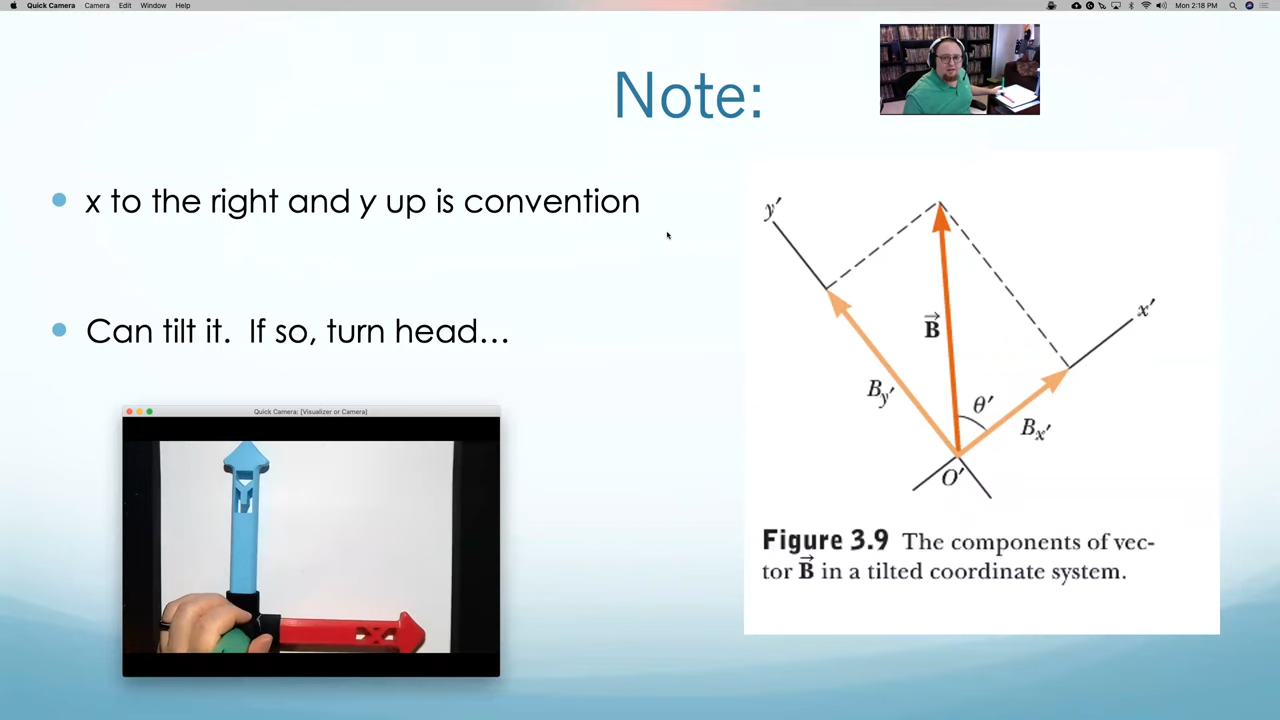 Quick Camera Camera Edit Window Help Mon 2:18 PM
Note:
x to the right and y up is convention
Can tilt it. If so, turn head…
Quick Camera: [Visualizer or Camera]
Y
X
y′
x′
B
θ′
By′
Bx′
O′
Figure 3.9 The components of vec-
tor B in a tilted coordinate system.